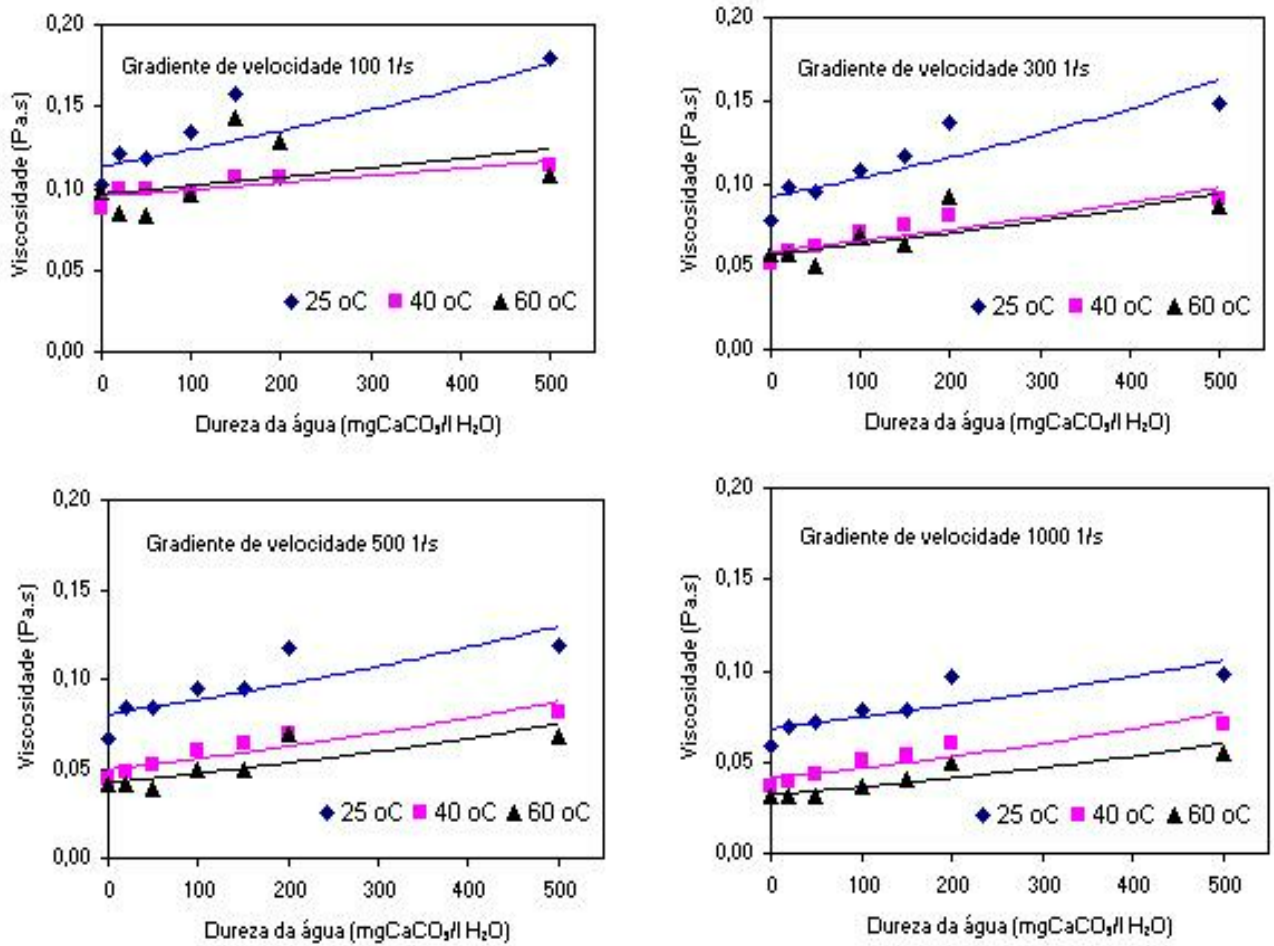 0,20
Gradiente de velocidade 100 1/s
0,15
0,10
0,05
0,00
Viscosidade (Pa.s)
25 oC 40 oC 60 oC
0 100 200 300 400 500
Dureza da água (mgCaCO₃/l H₂O)
0,20
Gradiente de velocidade 300 1/s
0,15
0,10
0,05
0,00
Viscosidade (Pa.s)
25 oC 40 oC 60 oC
0 100 200 300 400 500
Dureza da água (mgCaCO₃/l H₂O)
0,20
Gradiente de velocidade 500 1/s
0,15
0,10
0,05
0,00
Viscosidade (Pa.s)
25 oC 40 oC 60 oC
0 100 200 300 400 500
Dureza da água (mgCaCO₃/l H₂O)
0,20
Gradiente de velocidade 1000 1/s
0,15
0,10
0,05
0,00
Viscosidade (Pa.s)
25 oC 40 oC 60 oC
0 100 200 300 400 500
Dureza da água (mgCaCO₃/l H₂O)